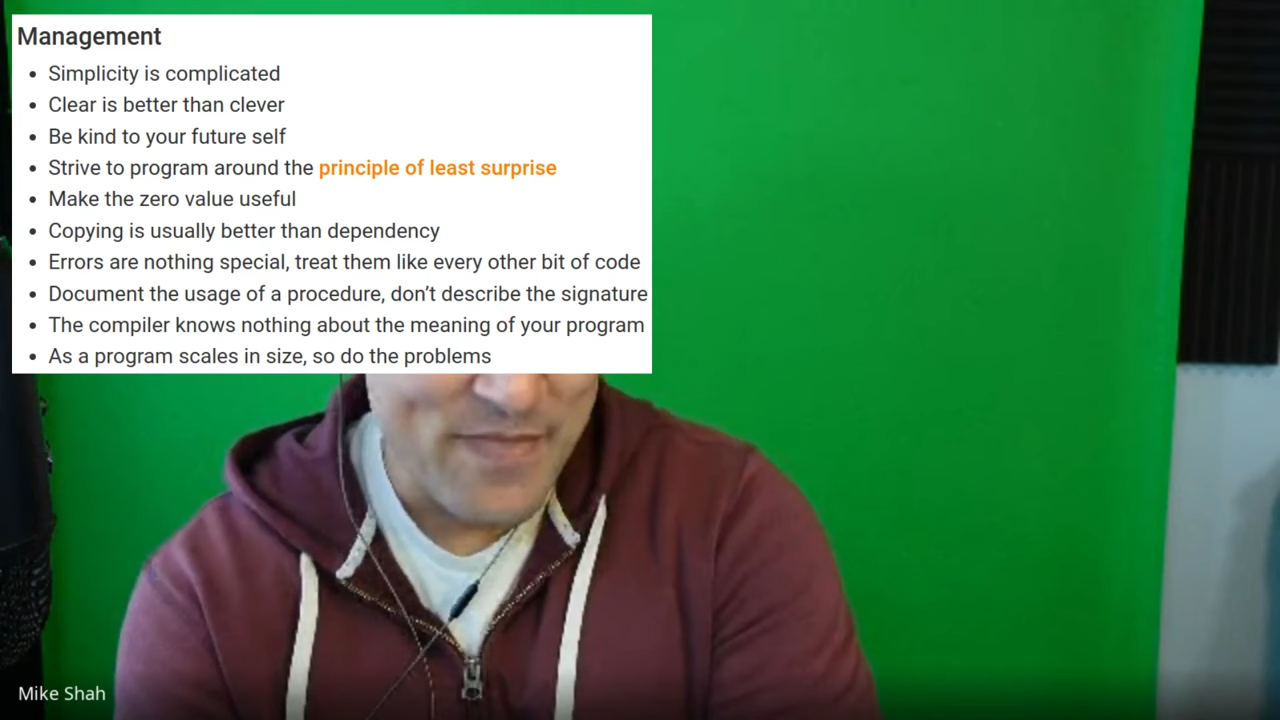 Management
Simplicity is complicated
Clear is better than clever
Be kind to your future self
Strive to program around the principle of least surprise
Make the zero value useful
Copying is usually better than dependency
Errors are nothing special, treat them like every other bit of code
Document the usage of a procedure, don’t describe the signature
The compiler knows nothing about the meaning of your program
As a program scales in size, so do the problems
Mike Shah